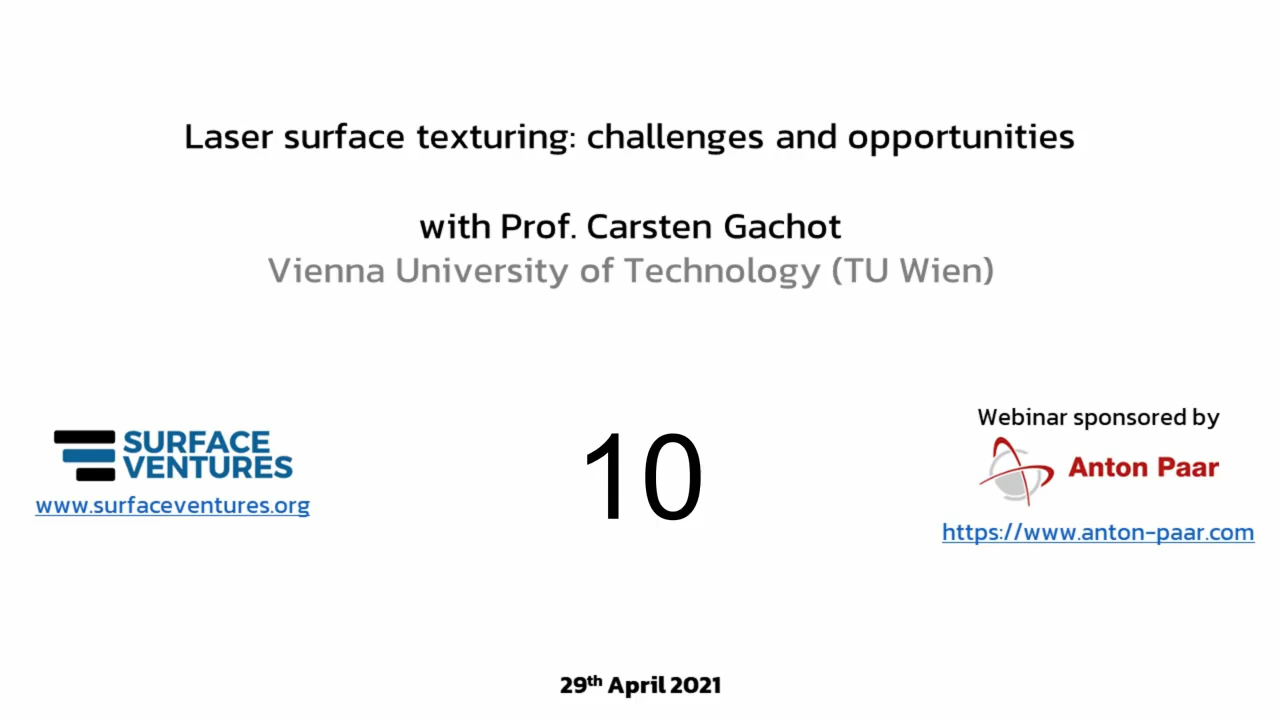 Laser surface texturing: challenges and opportunities
with Prof. Carsten Gachot
Vienna University of Technology (TU Wien)
SURFACE
VENTURES
www.surfaceventures.org
10
Webinar sponsored by
Anton Paar
https://www.anton-paar.com
29th April 2021